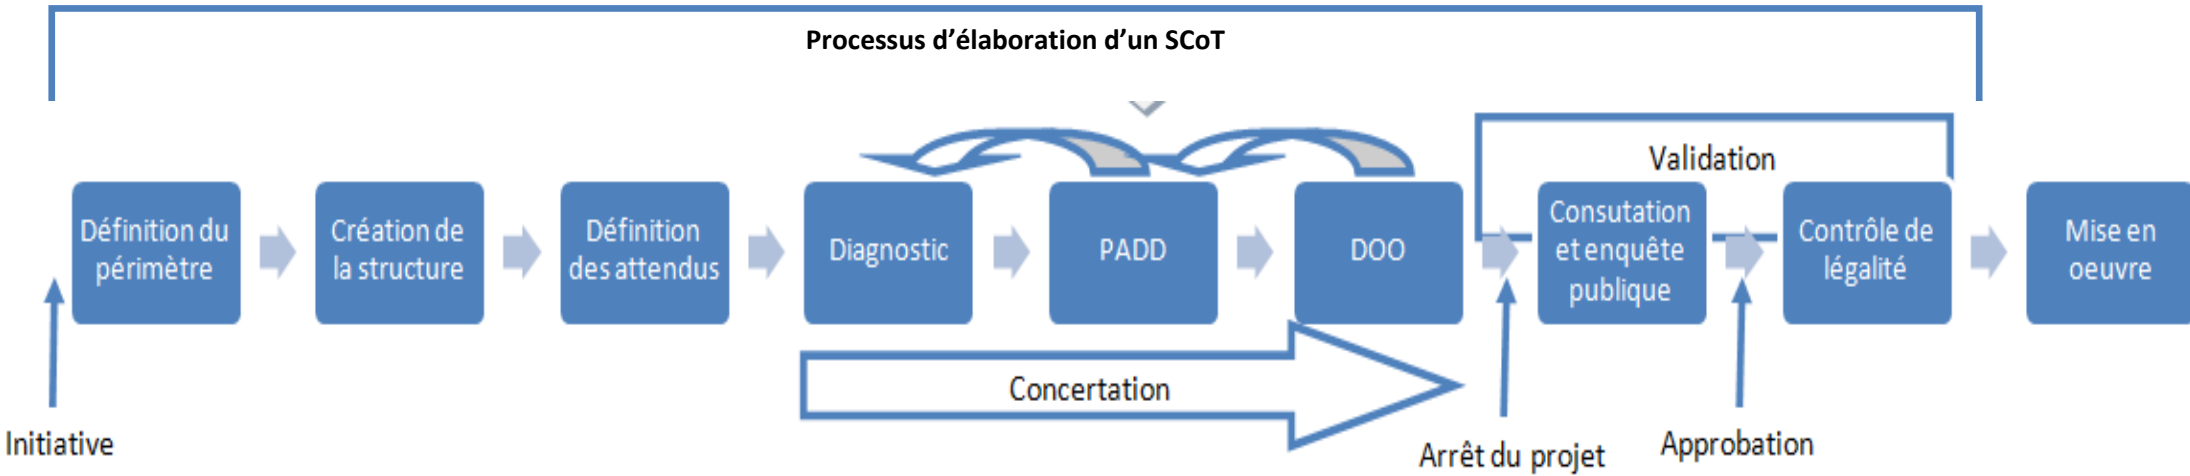 Processus d’élaboration d’un SCoT
Validation
Définition du
périmètre
Création de
la structure
Définition
des attendus
Diagnostic
PADD
DOO
Consutation
et enquête
publique
Contrôle de
légalité
Mise en
oeuvre
Concertation
Initiative
Arrêt du projet
Approbation